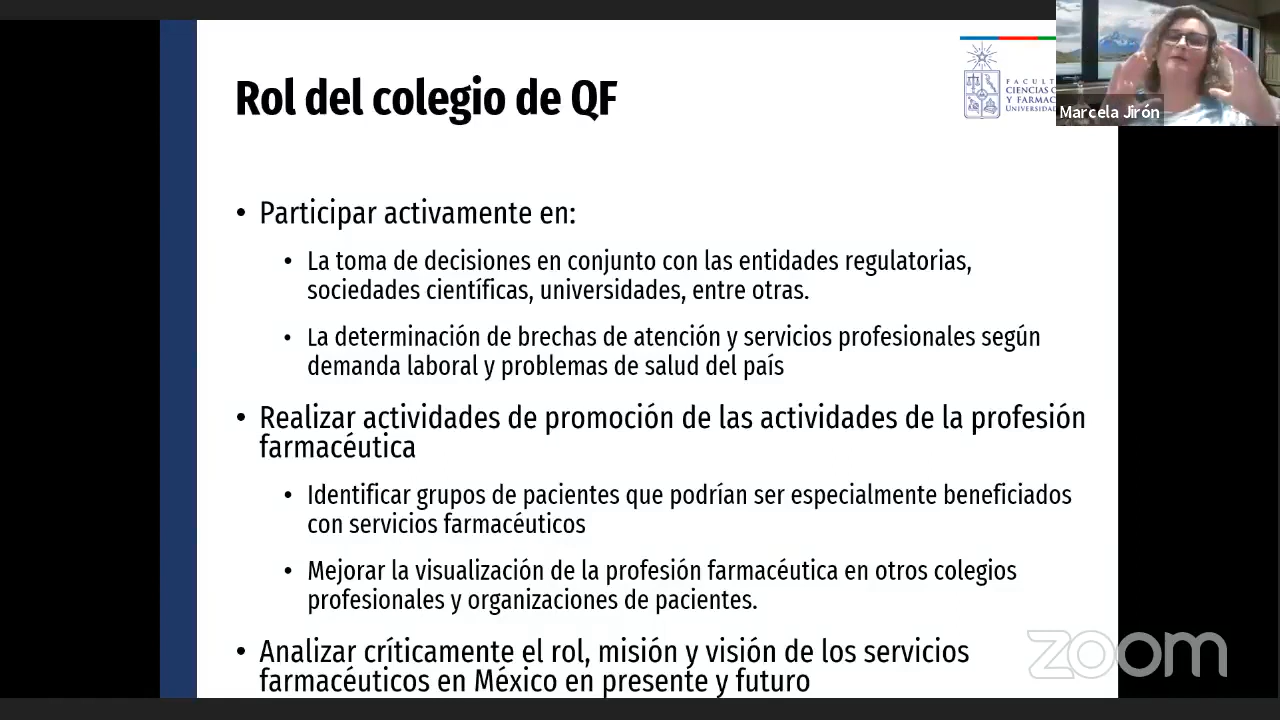 Rol del colegio de QF
FACULT
CIENCIAS
Y FARMAC
UNIVERSIDA
Marcela Jirón
• Participar activamente en:
• La toma de decisiones en conjunto con las entidades regulatorias,
sociedades científicas, universidades, entre otras.
• La determinación de brechas de atención y servicios profesionales según
demanda laboral y problemas de salud del país
• Realizar actividades de promoción de las actividades de la profesión
farmacéutica
• Identificar grupos de pacientes que podrían ser especialmente beneficiados
con servicios farmacéuticos
• Mejorar la visualización de la profesión farmacéutica en otros colegios
profesionales y organizaciones de pacientes.
• Analizar críticamente el rol, misión y visión de los servicios
farmacéuticos en México en presente y futuro
zoom